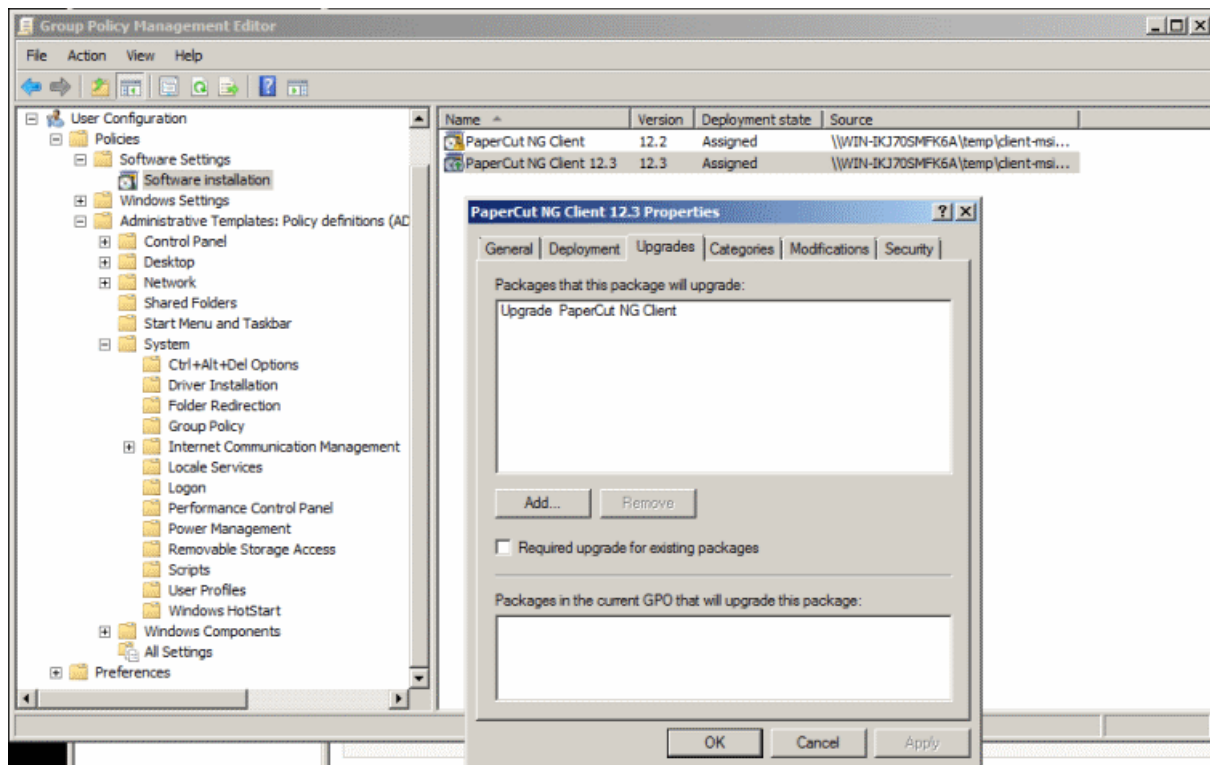 Group Policy Management Editor
File Action View Help
User Configuration
Policies
Software Settings
Software installation
Windows Settings
Administrative Templates: Policy definitions (AD
Control Panel
Desktop
Network
Shared Folders
Start Menu and Taskbar
System
Ctrl+Alt+Del Options
Driver Installation
Folder Redirection
Group Policy
Internet Communication Management
Locale Services
Logon
Performance Control Panel
Power Management
Removable Storage Access
Scripts
User Profiles
Windows HotStart
Windows Components
All Settings
Preferences
Name Version Deployment state Source
PaperCut NG Client 12.2 Assigned \\WIN-IKJ70SMFK6A\temp\client-msi...
PaperCut NG Client 12.3 12.3 Assigned \\WIN-IKJ70SMFK6A\temp\client-msi...
PaperCut NG Client 12.3 Properties
General Deployment Upgrades Categories Modifications Security
Packages that this package will upgrade:
Upgrade PaperCut NG Client
Add... Remove
Required upgrade for existing packages
Packages in the current GPO that will upgrade this package:
OK Cancel Apply